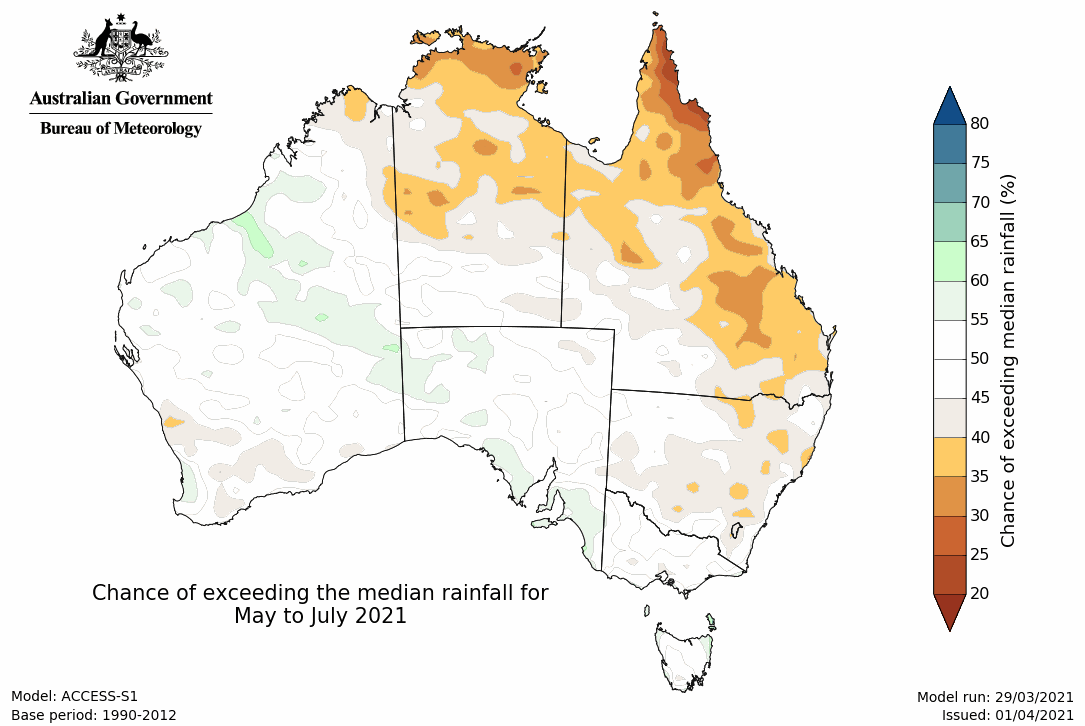 Australian Government
Bureau of Meteorology
80
75
70
65
60
55
50
45
40
35
30
25
20
Chance of exceeding median rainfall (%)
Chance of exceeding the median rainfall for
May to July 2021
Model: ACCESS-S1
Base period: 1990-2012
Model run: 29/03/2021
Issued: 01/04/2021